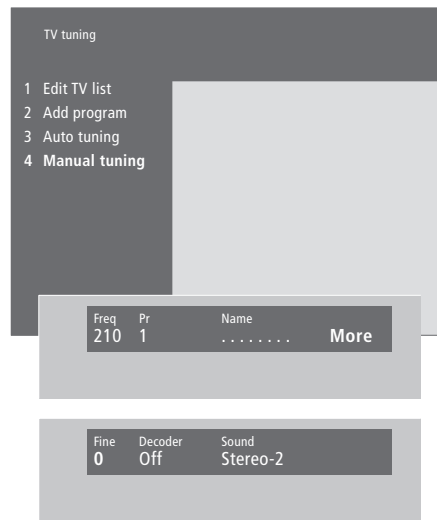 TV tuning
1 Edit TV list
2 Add program
3 Auto tuning
4 Manual tuning
Freq Pr Name
210 1 . . . . . . . . More
Fine Decoder Sound
0 Off Stereo-2